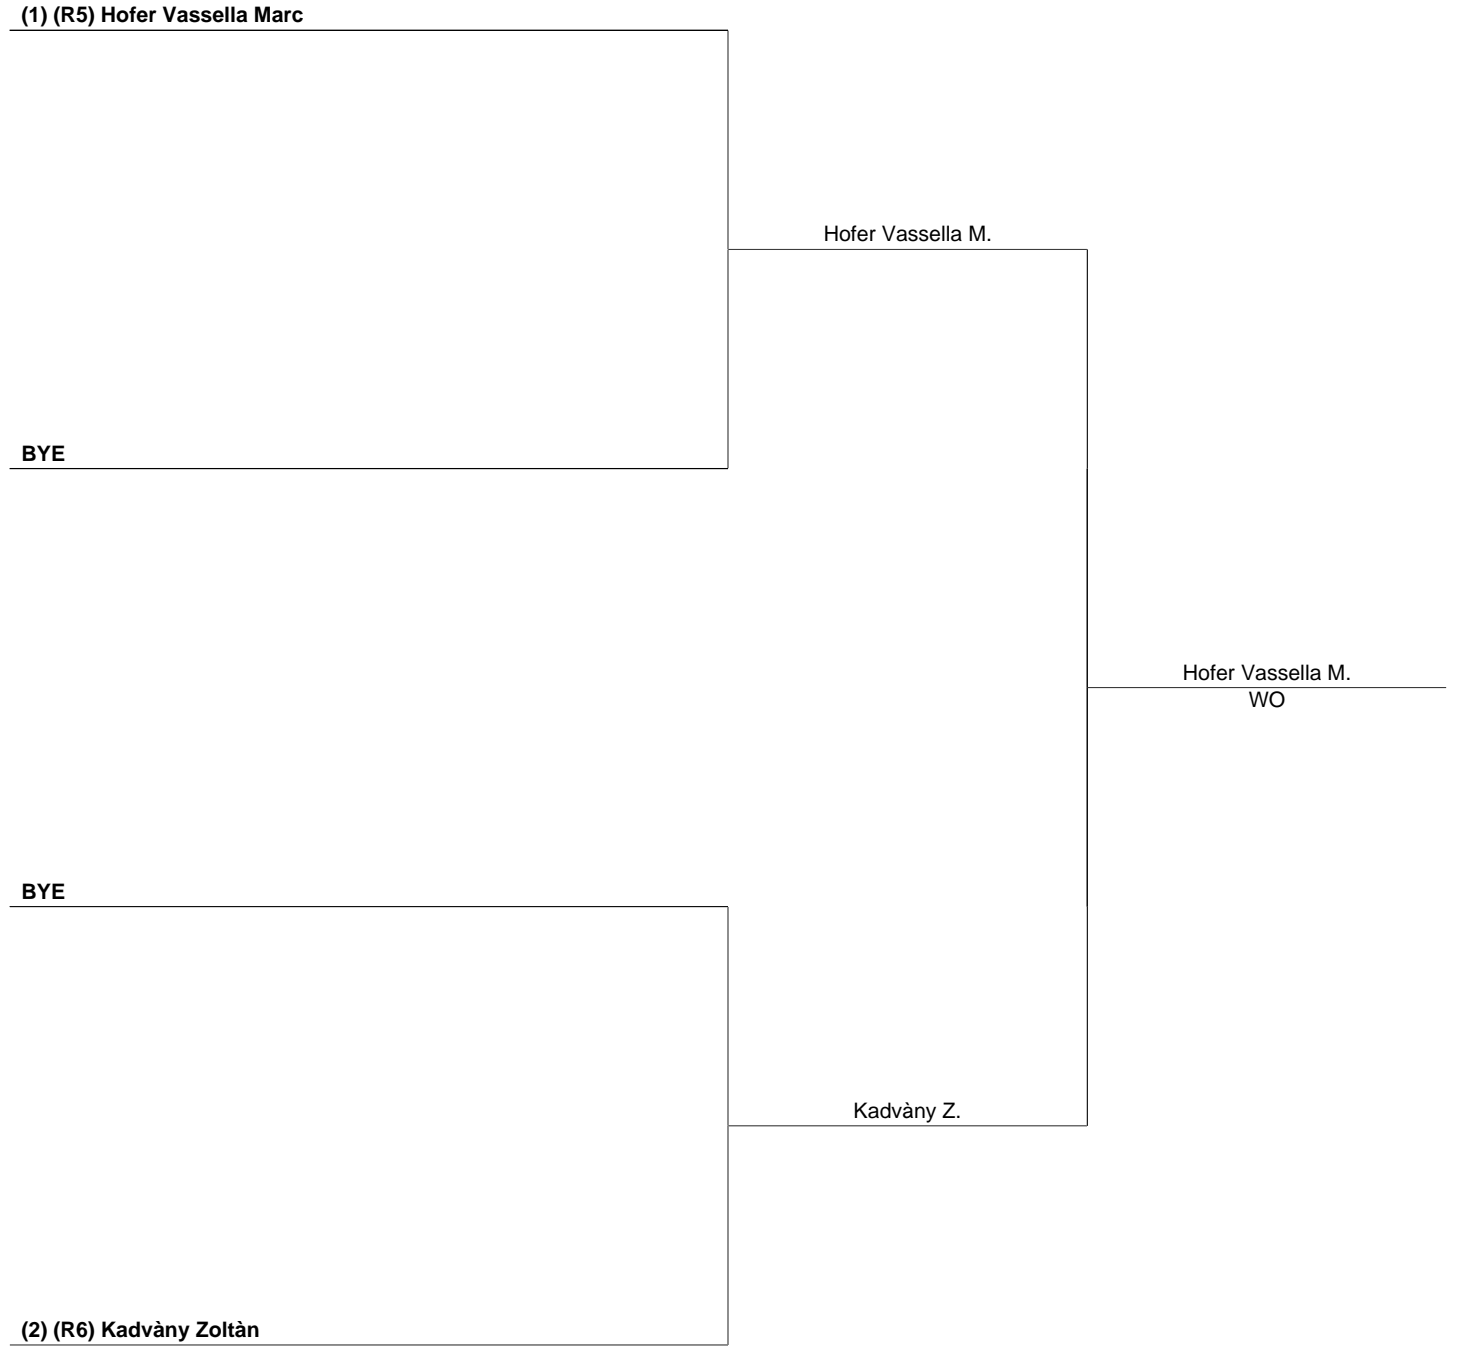 (1) (R5) Hofer Vassella Marc
Hofer Vassella M.
BYE
Hofer Vassella M.
WO
BYE
Kadvàny Z.
(2) (R6) Kadvàny Zoltàn